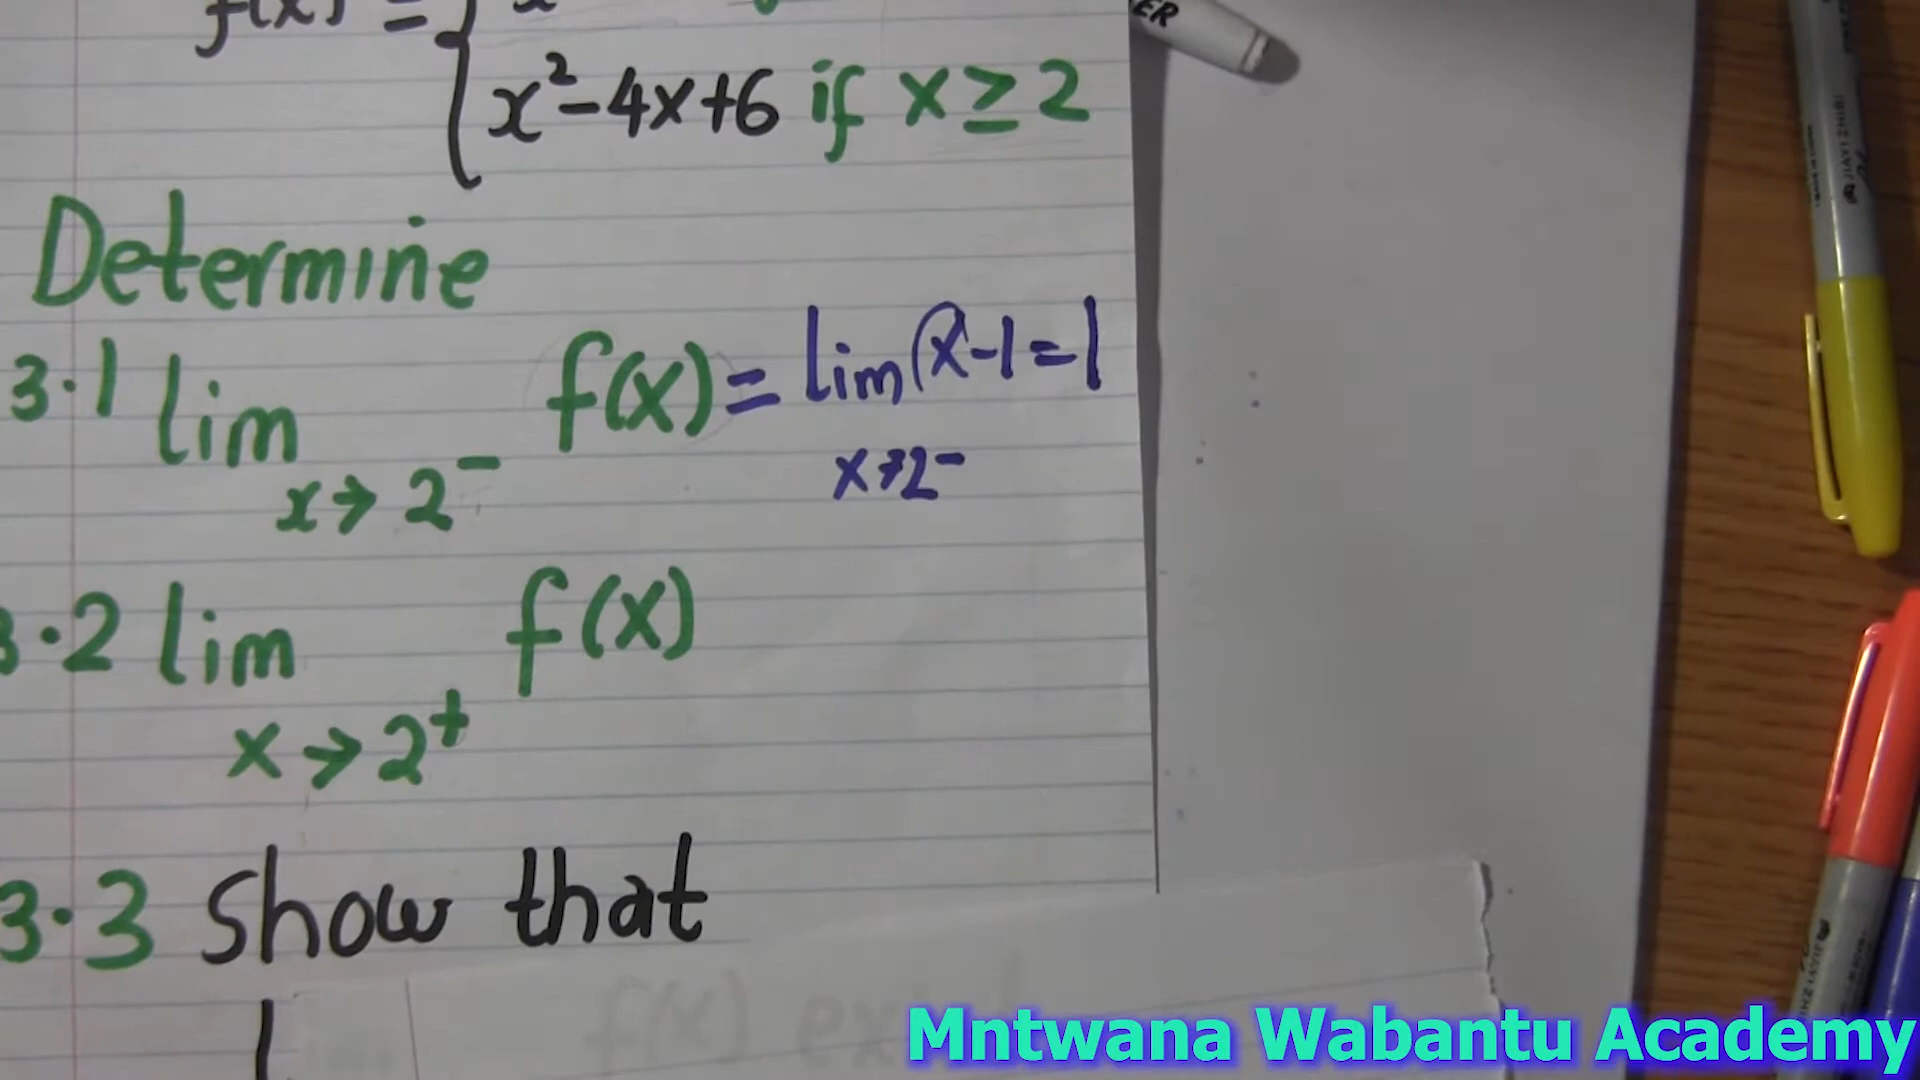 ER
f(x) = { x
x² - 4x + 6 if x ≥ 2
Determine
3.1 lim f(x) = lim (x - 1 = 1
x → 2⁻ x → 2⁻
3.2 lim f(x)
x → 2⁺
3.3 Show that
f(x)
Mntwana Wabantu Academy